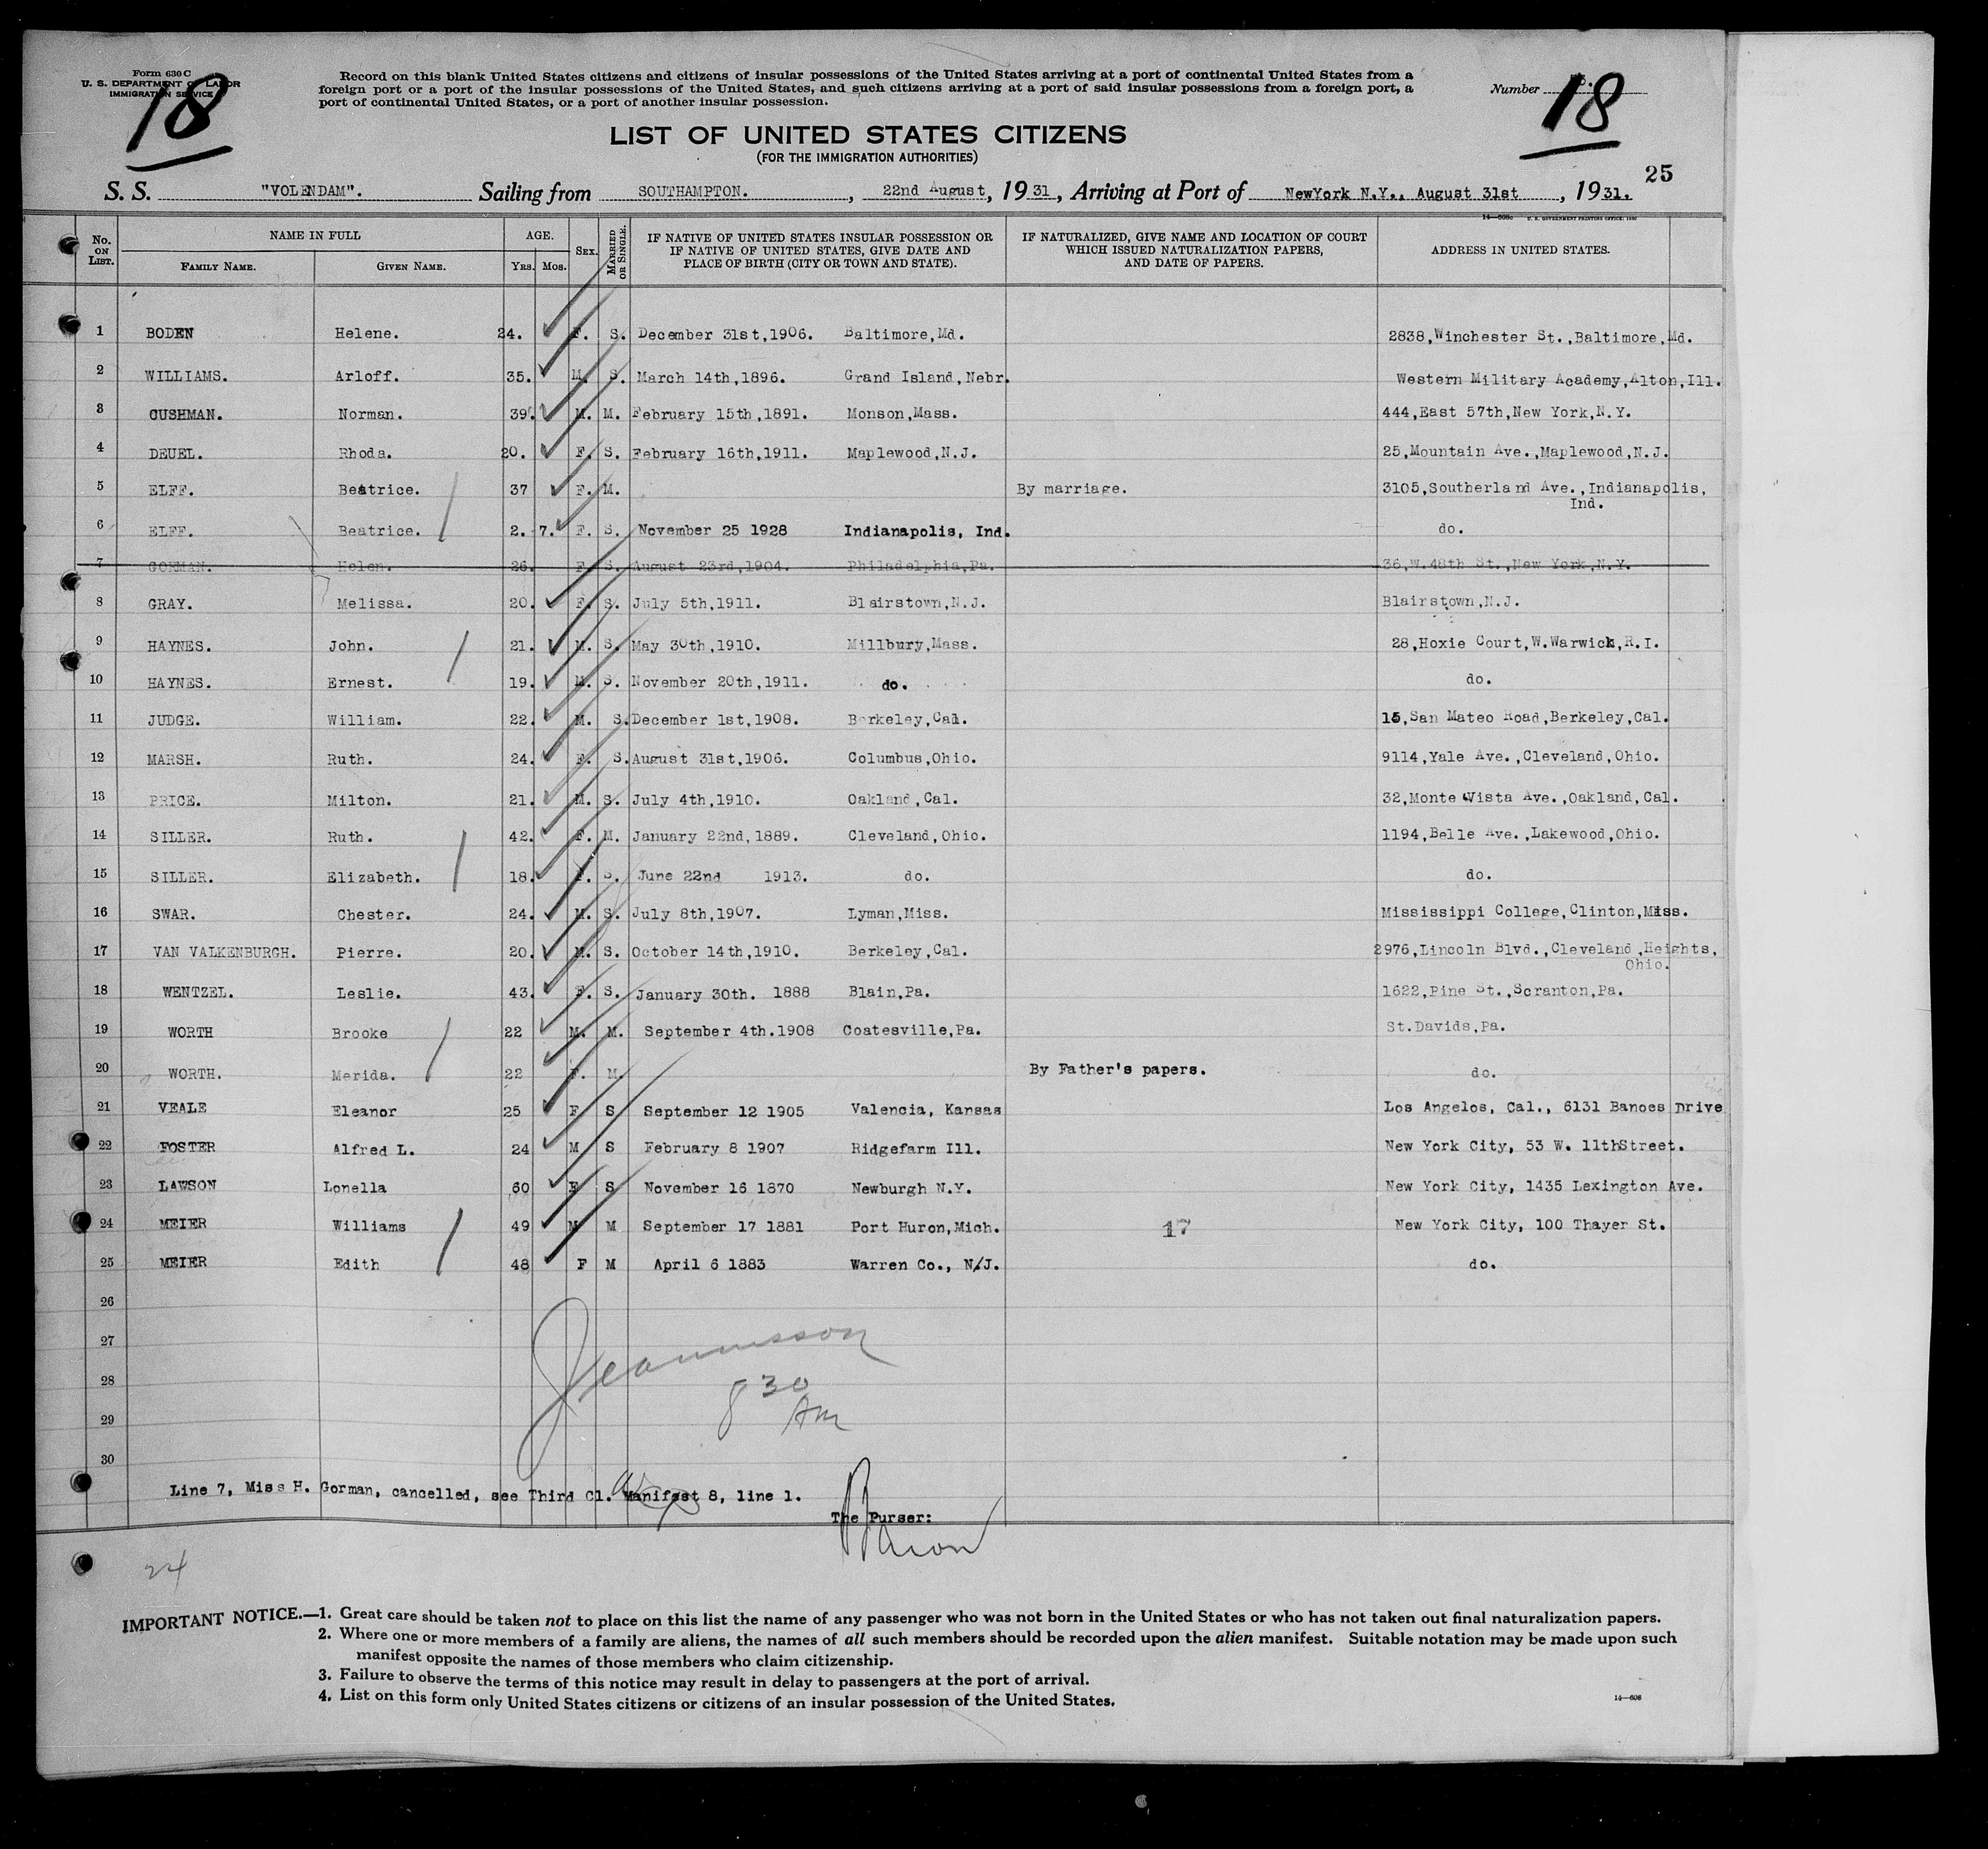 Form 630 C
U. S. DEPARTMENT OF LABOR
IMMIGRATION SERVICE
18
Record on this blank United States citizens and citizens of insular possessions of the United States arriving at a port of continental United States from a
foreign port or a port of the insular possessions of the United States, and such citizens arriving at a port of said insular possessions from a foreign port, a
port of continental United States, or a port of another insular possession.
Number
18
LIST OF UNITED STATES CITIZENS
(FOR THE IMMIGRATION AUTHORITIES)
25
S. S. "VOLENDAM". Sailing from SOUTHAMPTON. , 22nd August, 1931, Arriving at Port of NewYork N.Y., August 31st , 1931.
No. ON LIST. NAME IN FULL FAMILY NAME. GIVEN NAME. AGE. YRS. MOS. SEX. MARRIED OR SINGLE. IF NATIVE OF UNITED STATES INSULAR POSSESSION OR IF NATIVE OF UNITED STATES, GIVE DATE AND PLACE OF BIRTH (CITY OR TOWN AND STATE). IF NATURALIZED, GIVE NAME AND LOCATION OF COURT WHICH ISSUED NATURALIZATION PAPERS, AND DATE OF PAPERS. ADDRESS IN UNITED STATES.
1 BODEN Helene. 24. F. S. December 31st,1906. Baltimore,Md. 2838,Winchester St.,Baltimore,Md.
2 WILLIAMS. Arloff. 35. M. S. March 14th,1896. Grand Island,Nebr. Western Military Academy,Alton,Ill.
3 CUSHMAN. Norman. 39. M. M. February 15th,1891. Monson,Mass. 444,East 57th,New York,N.Y.
4 DEUEL. Rhoda. 20. F. S. February 16th,1911. Maplewood,N.J. 25,Mountain Ave.,Maplewood,N.J.
5 ELFF. Beatrice. 37 F. M. By marriage. 3105,Southerland Ave.,Indianapolis,
Ind.
6 ELFF. Beatrice. 2. 7. F. S. November 25 1928 Indianapolis, Ind. do.
7 GORMAN. Helen. 26. F. S. August 23rd,1904. Philadelphia,Pa. 36,W.48th St.,New York,N.Y.
8 GRAY. Melissa. 20. F. S. July 5th,1911. Blairstown,N.J. Blairstown,N.J.
9 HAYNES. John. 21. M. S. May 30th,1910. Millbury,Mass. 28,Hoxie Court,W.Warwick,R.I.
10 HAYNES. Ernest. 19. M. S. November 20th,1911. do. do.
11 JUDGE. William. 22. M. S. December 1st,1908. Berkeley,Cal. 15,San Mateo Road,Berkeley,Cal.
12 MARSH. Ruth. 24. F. S. August 31st,1906. Columbus,Ohio. 9114,Yale Ave.,Cleveland,Ohio.
13 PRICE. Milton. 21. M. S. July 4th,1910. Oakland,Cal. 32,Monte Vista Ave.,Oakland,Cal.
14 SILLER. Ruth. 42. F. M. January 22nd,1889. Cleveland,Ohio. 1194,Belle Ave.,Lakewood,Ohio.
15 SILLER. Elizabeth. 18. F. S. June 22nd 1913. do. do.
16 SWAR. Chester. 24. M. S. July 8th,1907. Lyman,Miss. Mississippi College,Clinton,Miss.
17 VAN VALKENBURGH. Pierre. 20. M. S. October 14th,1910. Berkeley,Cal. 2976,Lincoln Blvd.,Cleveland,Heights,
Ohio.
18 WENTZEL. Leslie. 43. F. S. January 30th. 1888 Blain,Pa. 1622,Pine St.,Scranton,Pa.
19 WORTH Brooke 22 M. M. September 4th.1908 Coatesville,Pa. St.Davids,Pa.
20 WORTH. Merida. 22 F. M. By Father's papers. do.
21 VEALE Eleanor 25 F S September 12 1905 Valencia, Kansas Los Angelos, Cal., 6131 Banoes Drive
22 FOSTER Alfred L. 24 M S February 8 1907 Ridgefarm Ill. New York City, 53 W. 11thStreet.
23 LAWSON Lonella 60 F S November 16 1870 Newburgh N.Y. New York City, 1435 Lexington Ave.
24 MEIER Williams 49 M M September 17 1881 Port Huron,Mich. 17 New York City, 100 Thayer St.
25 MEIER Edith 48 F M April 6 1883 Warren Co., N/J. do.
26
27
28
8 30
AM
29
30
Line 7, Miss H. Gorman, cancelled, see Third Cl. Manifest 8, line 1.
The Purser:
24
IMPORTANT NOTICE.—1. Great care should be taken not to place on this list the name of any passenger who was not born in the United States or who has not taken out final naturalization papers.
2. Where one or more members of a family are aliens, the names of all such members should be recorded upon the alien manifest. Suitable notation may be made upon such
manifest opposite the names of those members who claim citizenship.
3. Failure to observe the terms of this notice may result in delay to passengers at the port of arrival.
4. List on this form only United States citizens or citizens of an insular possession of the United States.
14—608